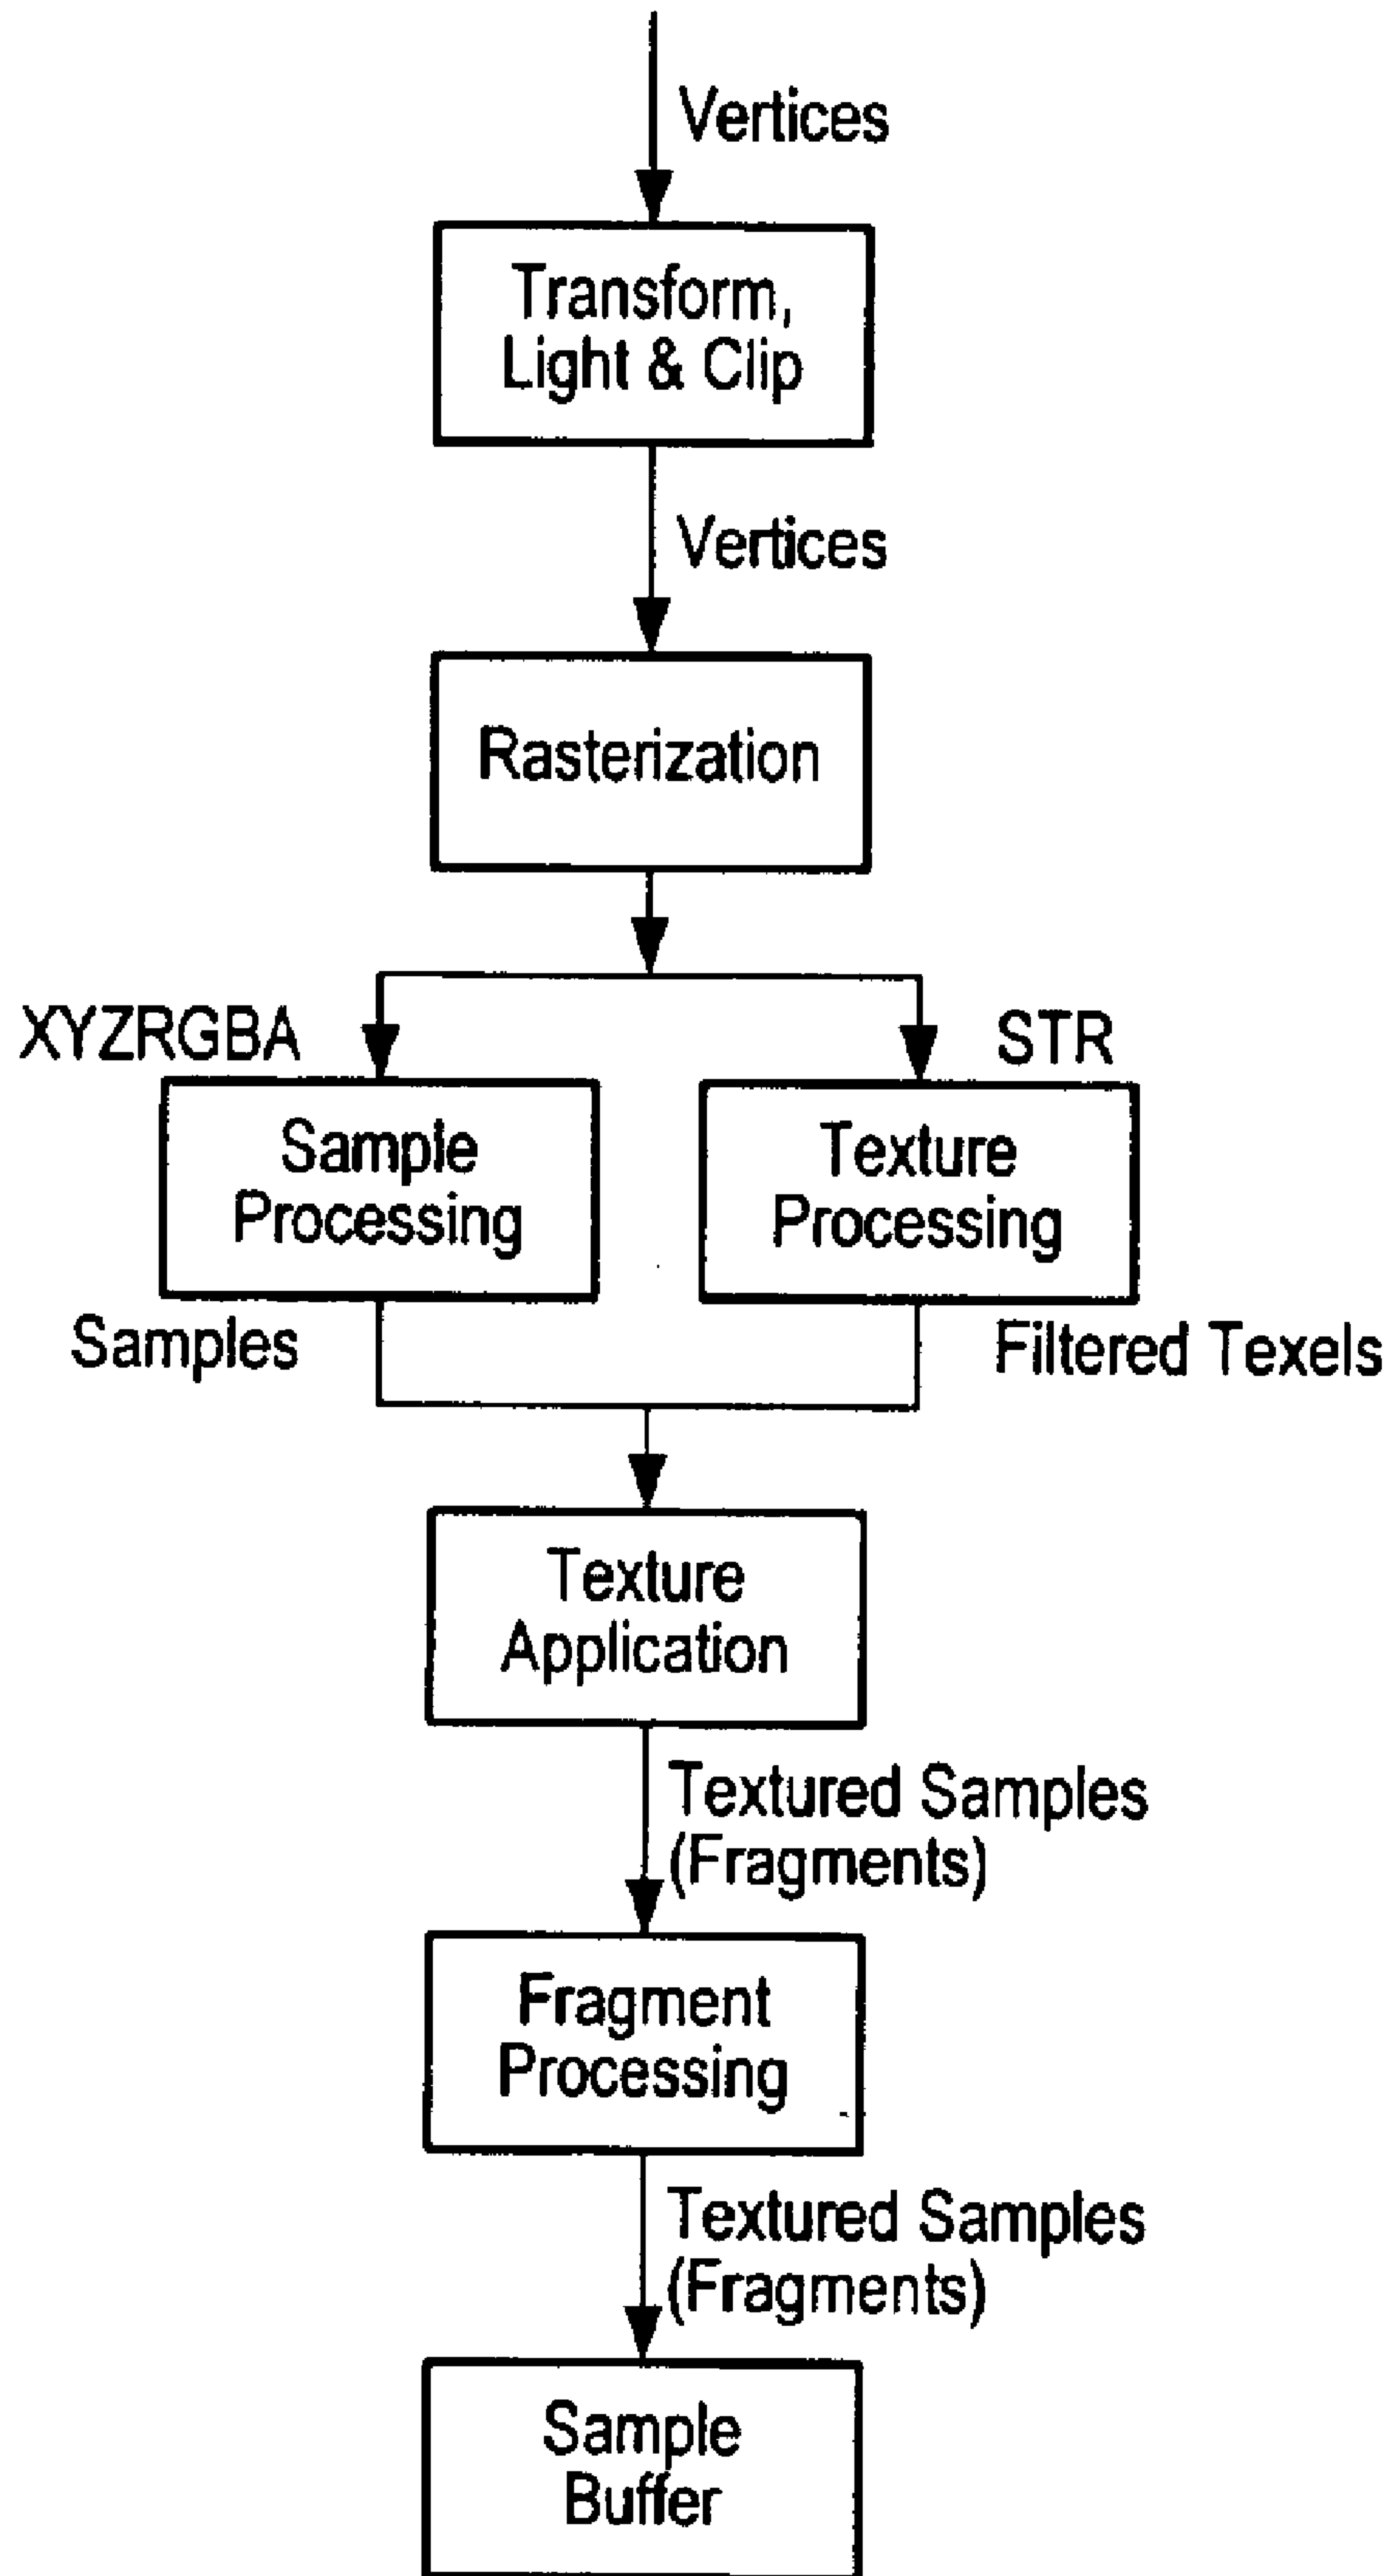 Vertices
Transform,
Light & Clip
Vertices
Rasterization
XYZRGBA
STR
Sample
Processing
Texture
Processing
Samples
Filtered Texels
Texture
Application
Textured Samples
(Fragments)
Fragment
Processing
Textured Samples
(Fragments)
Sample
Buffer